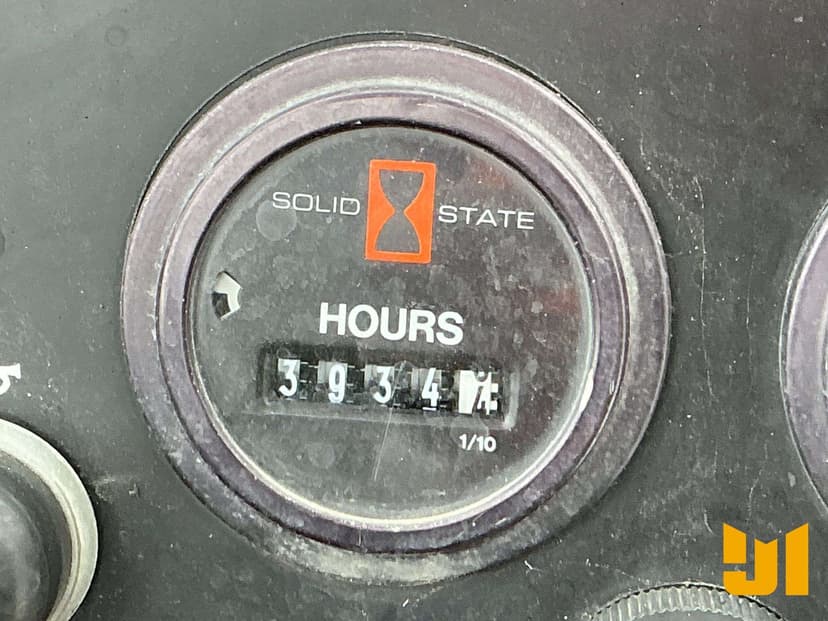 SOLID STATE
HOURS
3934
1/10